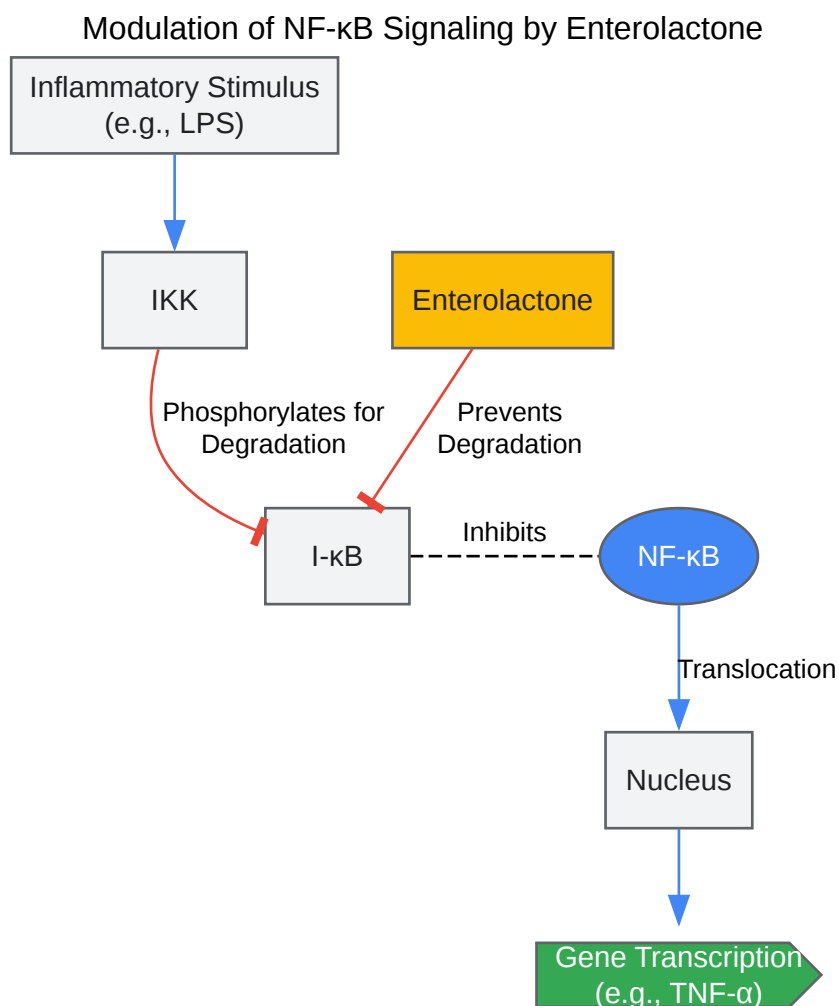 Modulation of NF-κB Signaling by Enterolactone
Inflammatory Stimulus
(e.g., LPS)
IKK
Enterolactone
Phosphorylates for
Degradation
Prevents
Degradation
I-κB
Inhibits
NF-κB
Translocation
Nucleus
Gene Transcription
(e.g., TNF-α)